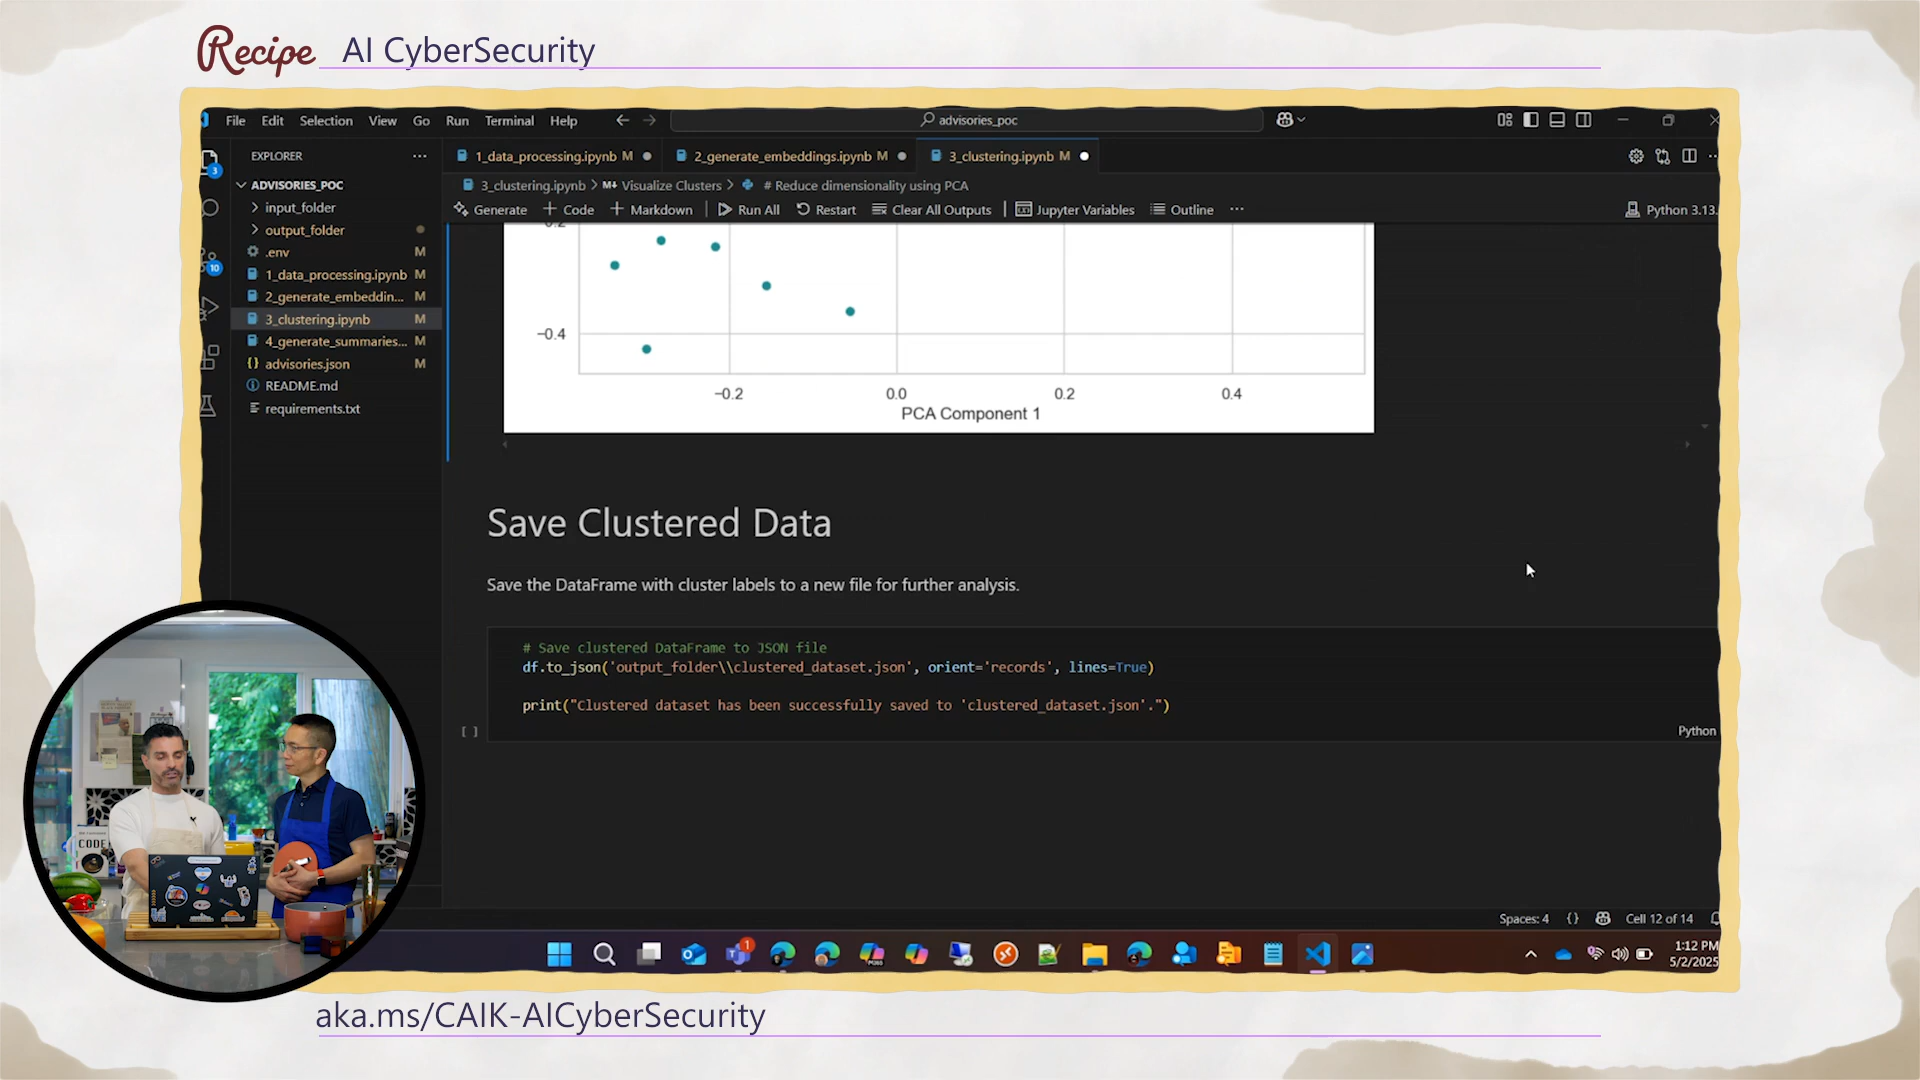 Recipe AI CyberSecurity
File Edit Selection View Go Run Terminal Help advisories_poc
EXPLORER
ADVISORIES_POC
input_folder
output_folder
.env M
1_data_processing.ipynb M
2_generate_embeddin... M
3_clustering.ipynb M
4_generate_summaries... M
advisories.json M
README.md
requirements.txt
3
10
1_data_processing.ipynb M
2_generate_embeddings.ipynb M
3_clustering.ipynb M
3_clustering.ipynb > M↓ Visualize Clusters > # Reduce dimensionality using PCA
Generate + Code + Markdown Run All Restart Clear All Outputs Jupyter Variables Outline ...
Python 3.13.
−0.4
−0.2 0.0 0.2 0.4
PCA Component 1
Save Clustered Data
Save the DataFrame with cluster labels to a new file for further analysis.
# Save clustered DataFrame to JSON file
df.to_json('output_folder\\clustered_dataset.json', orient='records', lines=True)
print("Clustered dataset has been successfully saved to 'clustered_dataset.json'.")
[ ]
Python
CODE
Spaces: 4 {} Cell 12 of 14
1
1:12 PM
5/2/2025
aka.ms/CAIK-AICyberSecurity